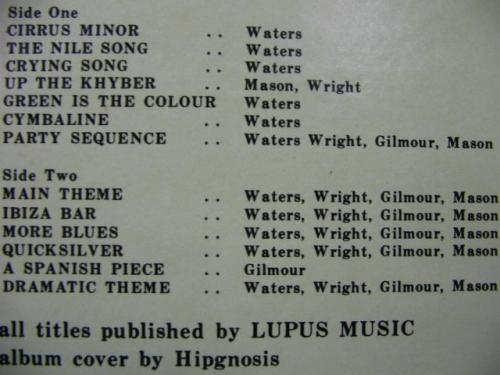 Side One
CIRRUS MINOR .. Waters
THE NILE SONG .. Waters
CRYING SONG .. Waters
UP THE KHYBER .. Mason, Wright
GREEN IS THE COLOUR Waters
CYMBALINE .. Waters
PARTY SEQUENCE .. Waters Wright, Gilmour, Mason
Side Two
MAIN THEME .. Waters, Wright, Gilmour, Mason
IBIZA BAR .. Waters, Wright, Gilmour, Mason
MORE BLUES .. Waters, Wright, Gilmour, Mason
QUICKSILVER .. Waters, Wright, Gilmour, Mason
A SPANISH PIECE .. Gilmour
DRAMATIC THEME .. Waters, Wright, Gilmour, Mason
all titles published by LUPUS MUSIC
album cover by Hipgnosis